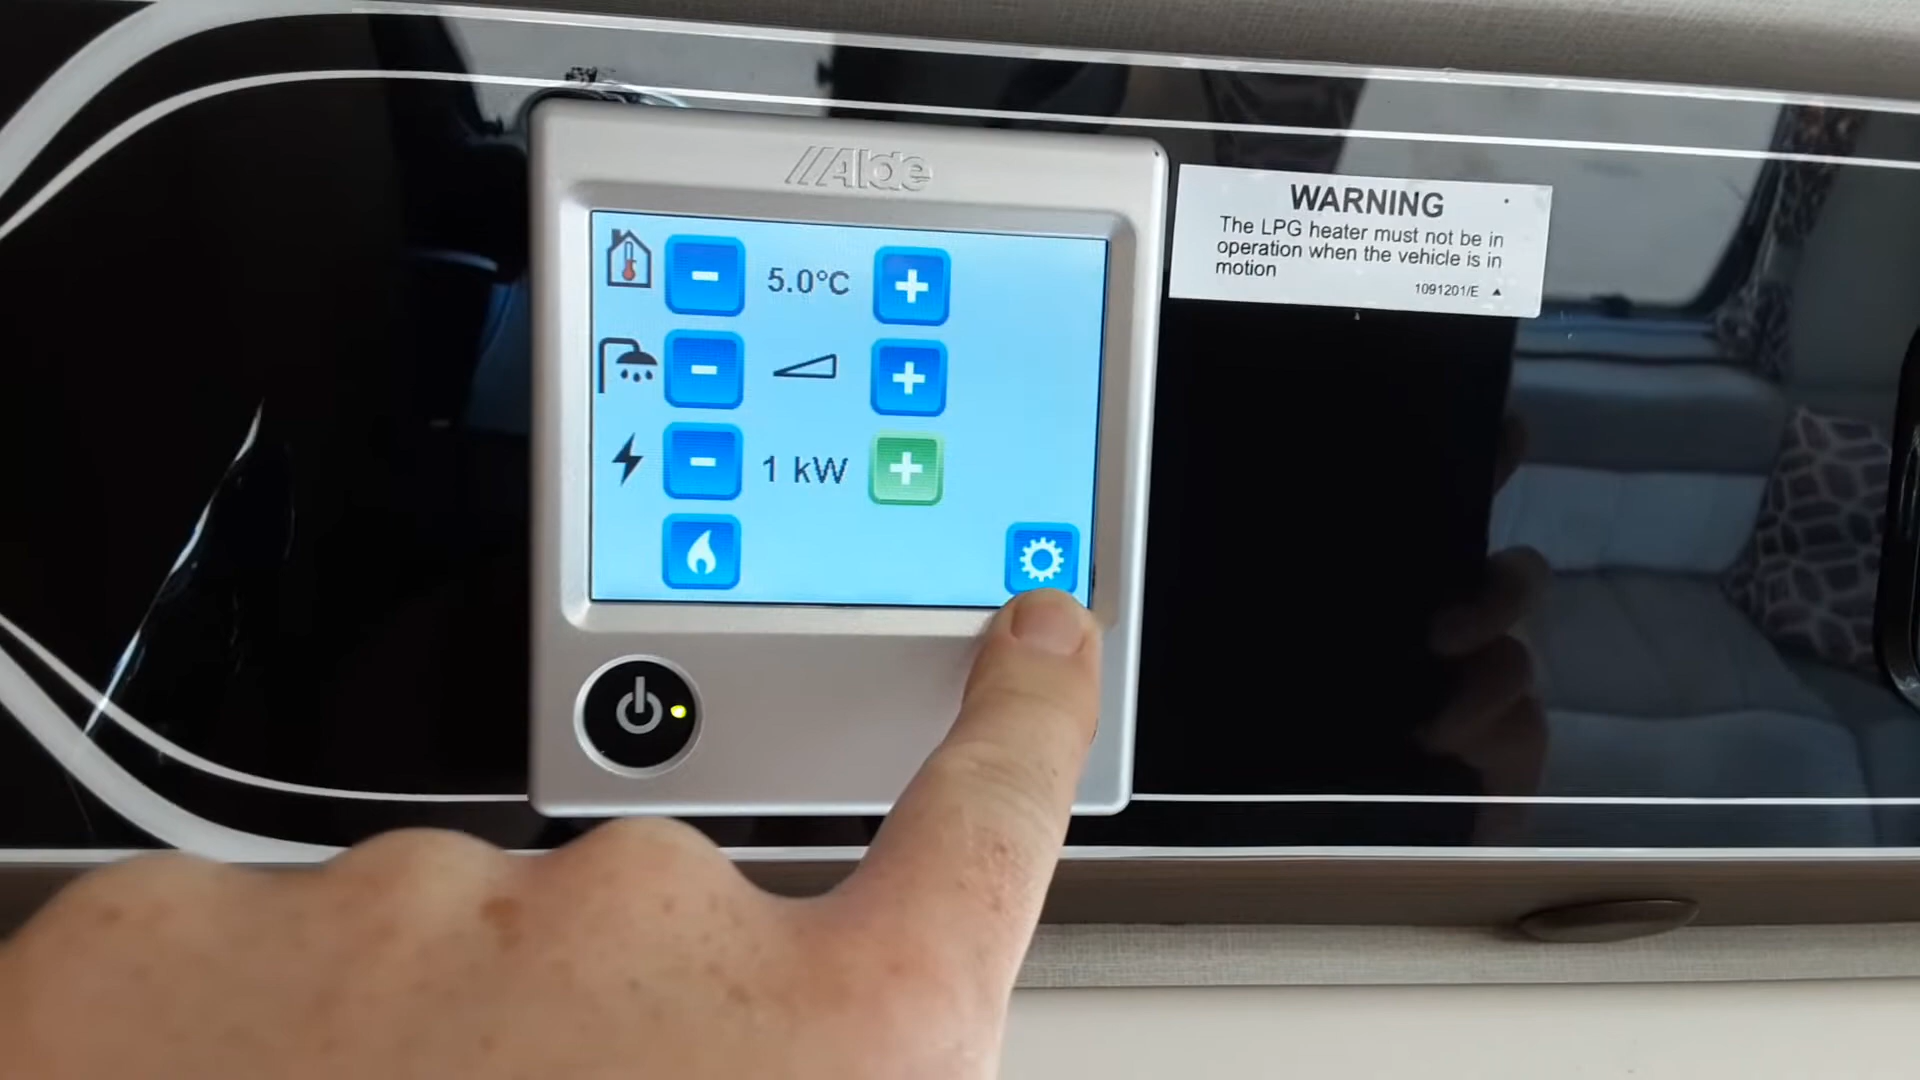 Alde
5.0°C
1 kW
WARNING
The LPG heater must not be in
operation when the vehicle is in
motion
1091201/E